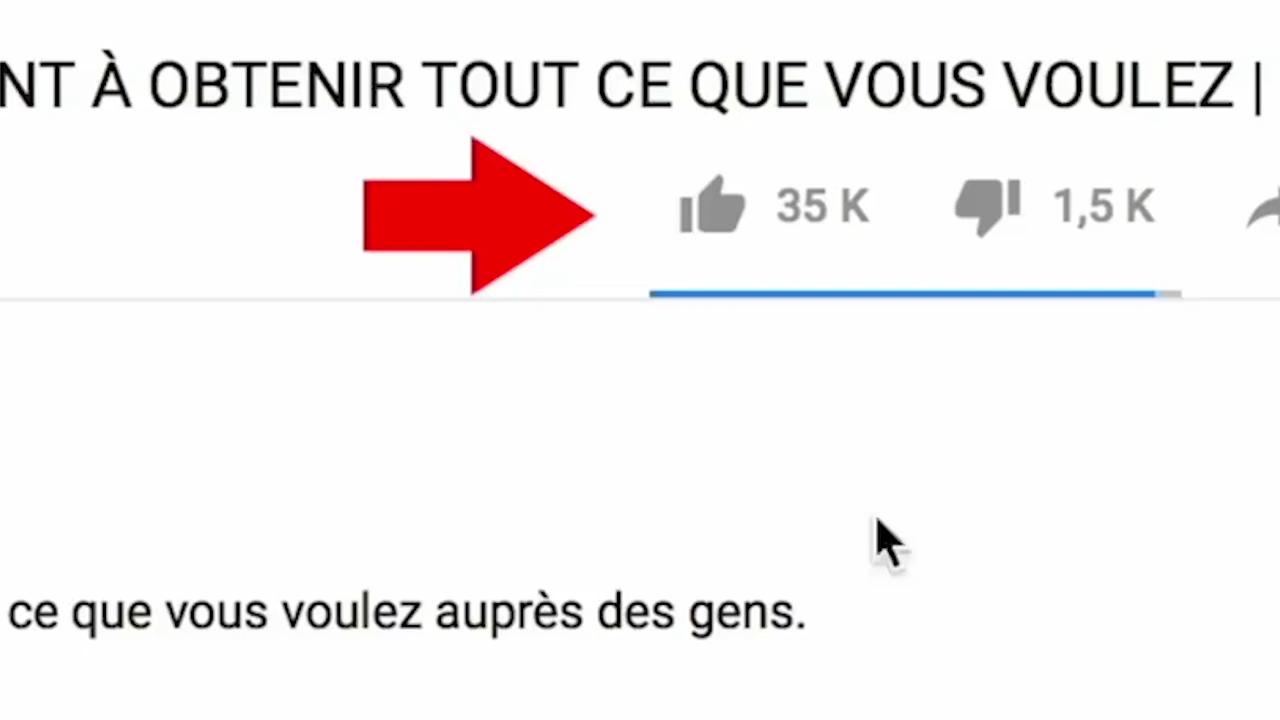 NT À OBTENIR TOUT CE QUE VOUS VOULEZ |
35 K 1,5 K
ce que vous voulez auprès des gens.